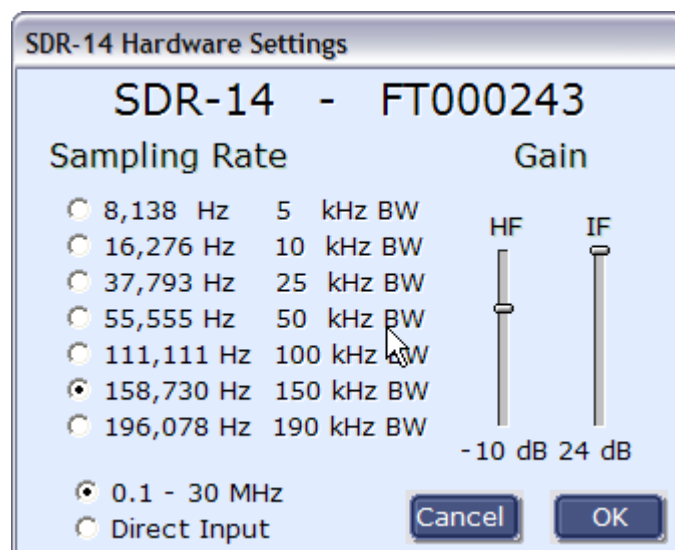 SDR-14 Hardware Settings
SDR-14 - FT000243
Sampling Rate Gain
8,138 Hz 5 kHz BW
16,276 Hz 10 kHz BW
37,793 Hz 25 kHz BW
55,555 Hz 50 kHz BW
111,111 Hz 100 kHz BW
158,730 Hz 150 kHz BW
196,078 Hz 190 kHz BW
HF IF
-10 dB 24 dB
0.1 - 30 MHz
Direct Input
Cancel OK